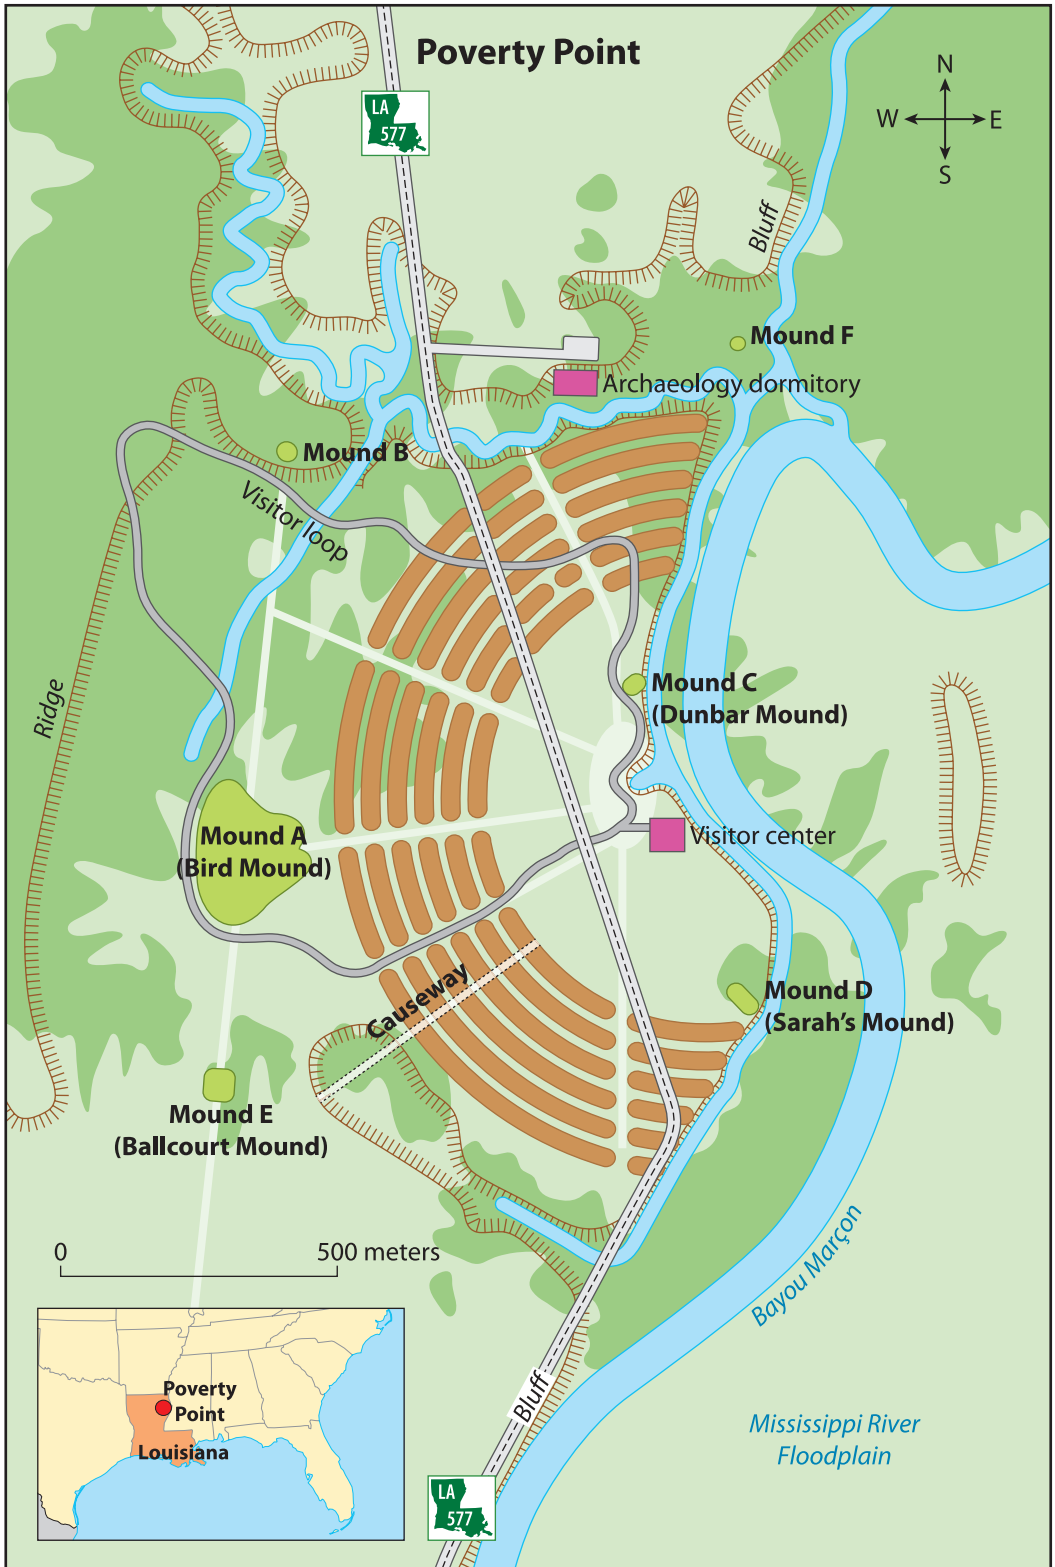 Poverty Point
LA
577
N
W E
S
Bluff
Mound F
Archaeology dormitory
Mound B
Visitor loop
Ridge
Mound C
(Dunbar Mound)
Mound A
(Bird Mound)
Visitor center
Causeway
Mound D
(Sarah's Mound)
Mound E
(Ballcourt Mound)
0 500 meters
Bayou Marçon
Poverty
Point
Louisiana
Bluff
Mississippi River
Floodplain
LA
577